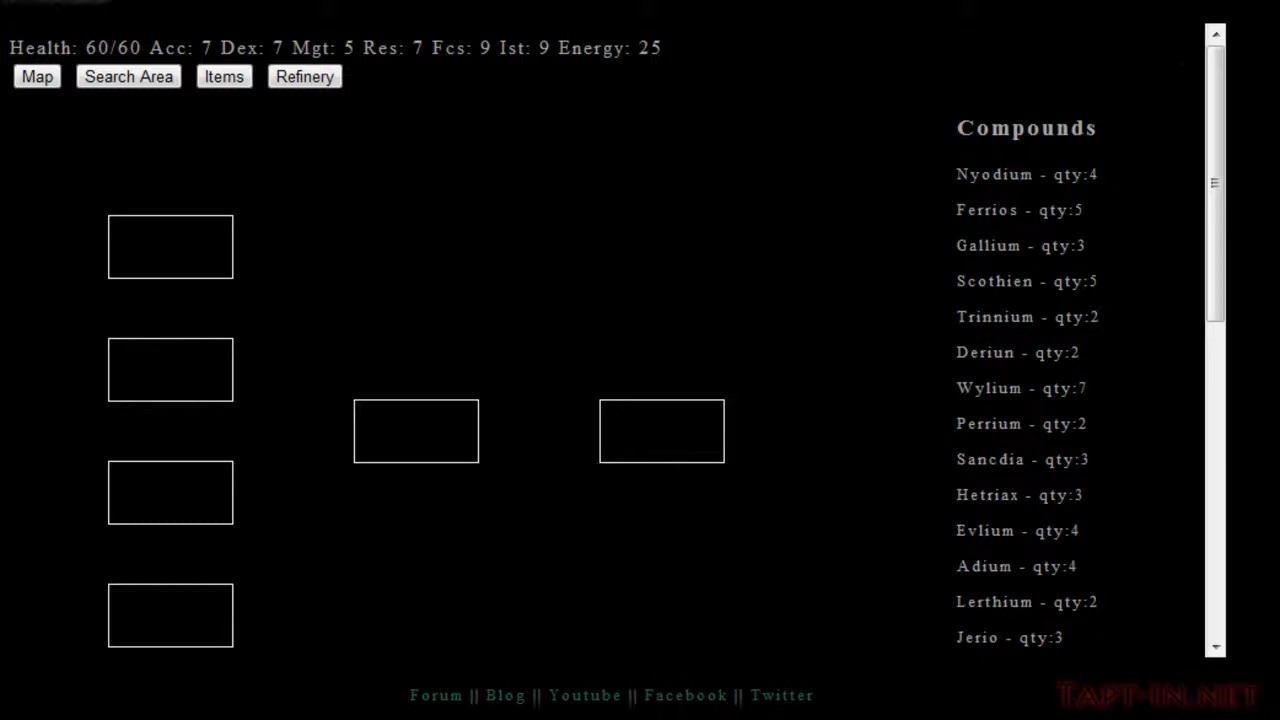 Health: 60/60 Acc: 7 Dex: 7 Mgt: 5 Res: 7 Fcs: 9 Ist: 9 Energy: 25
Map Search Area Items Refinery
Compounds
Nyodium - qty:4
Ferrios - qty:5
Gallium - qty:3
Scothien - qty:5
Trinnium - qty:2
Deriun - qty:2
Wylium - qty:7
Perrium - qty:2
Sancdia - qty:3
Hetriax - qty:3
Evlium - qty:4
Adium - qty:4
Lerthium - qty:2
Jerio - qty:3
Forum || Blog || Youtube || Facebook || Twitter
Tapt-in.net